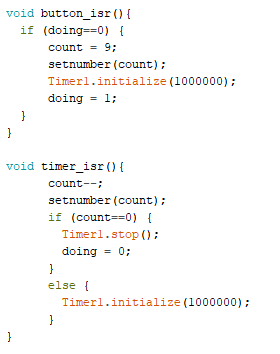 void button_isr(){
  if (doing==0) {
      count = 9;
      setnumber(count);
      Timer1.initialize(1000000);
      doing = 1;
  }
}
void timer_isr(){
      count--;
      setnumber(count);
      if (count==0) {
        Timer1.stop();
        doing = 0;
      }
      else {
        Timer1.initialize(1000000);
      }
}